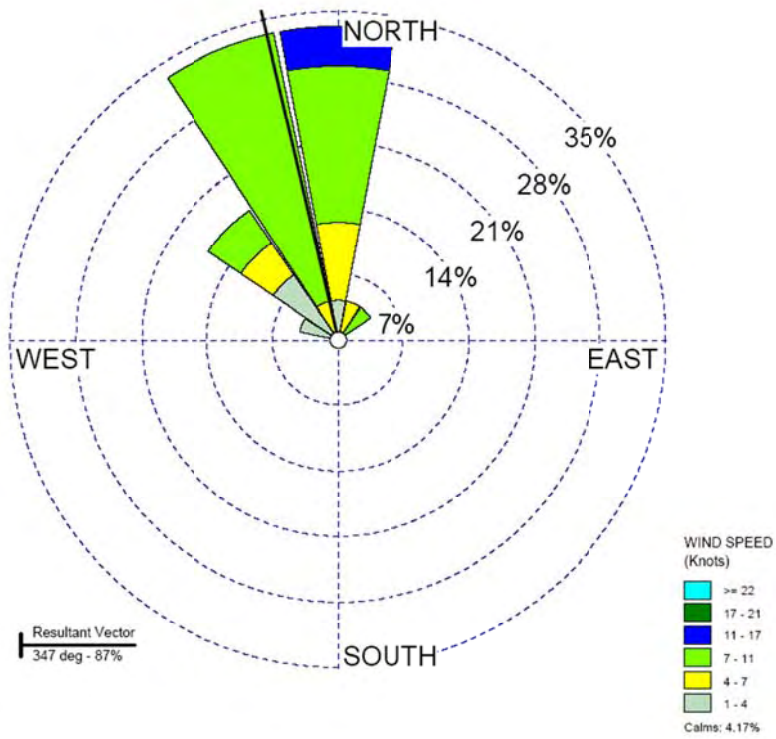 NORTH
35%
28%
21%
14%
7%
WEST
EAST
SOUTH
WIND SPEED
(Knots)
>= 22
17 - 21
11 - 17
7 - 11
4 - 7
1 - 4
Calms: 4.17%
Resultant Vector
347 deg - 87%